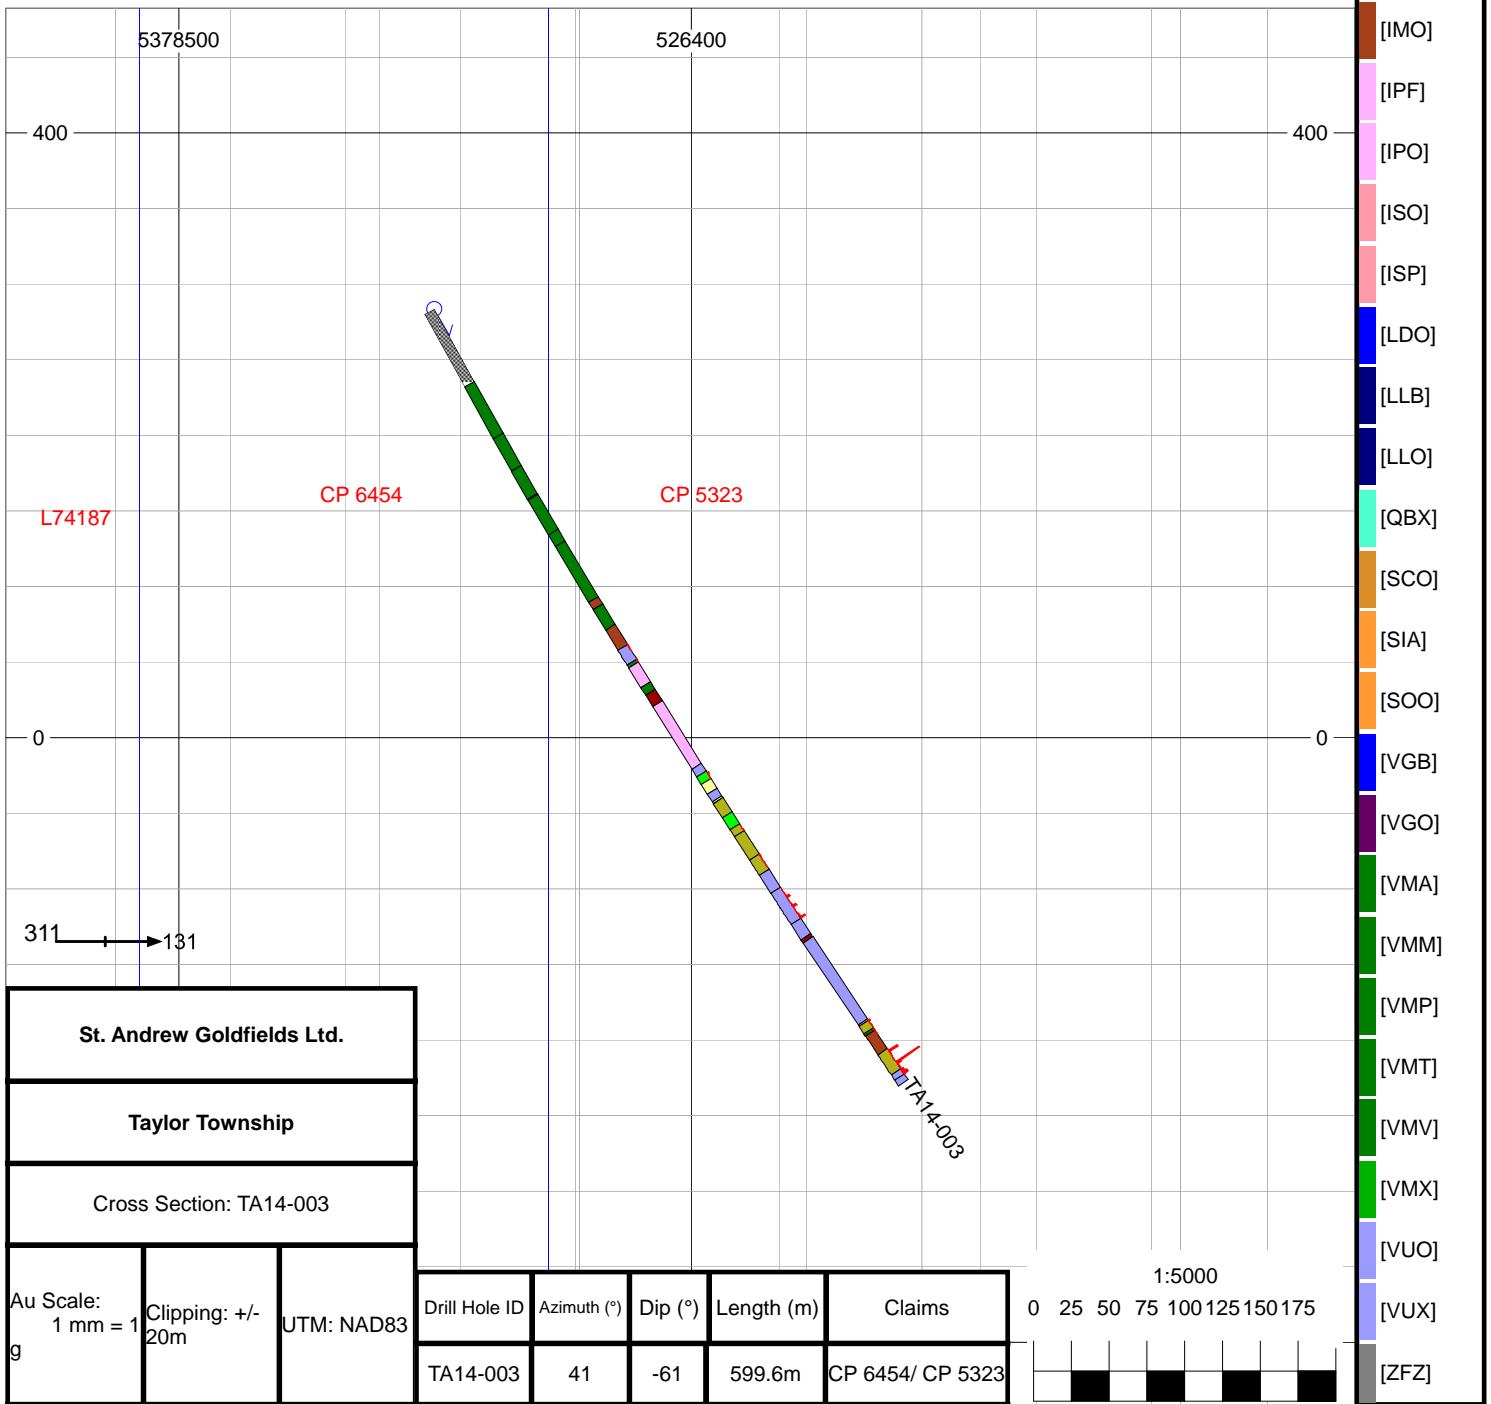 5378500
526400
400
400
CP 6454
CP 5323
L74187
0
0
311
131
TA14-003
St. Andrew Goldfields Ltd.
Taylor Township
Cross Section: TA14-003
Au Scale:
1 mm = 1
g
Clipping: +/-
20m
UTM: NAD83
Drill Hole ID
Azimuth (°)
Dip (°)
Length (m)
Claims
TA14-003
41
-61
599.6m
CP 6454/ CP 5323
1:5000
0 25 50 75 100 125 150 175
[IMO]
[IPF]
[IPO]
[ISO]
[ISP]
[LDO]
[LLB]
[LLO]
[QBX]
[SCO]
[SIA]
[SOO]
[VGB]
[VGO]
[VMA]
[VMM]
[VMP]
[VMT]
[VMV]
[VMX]
[VUO]
[VUX]
[ZFZ]